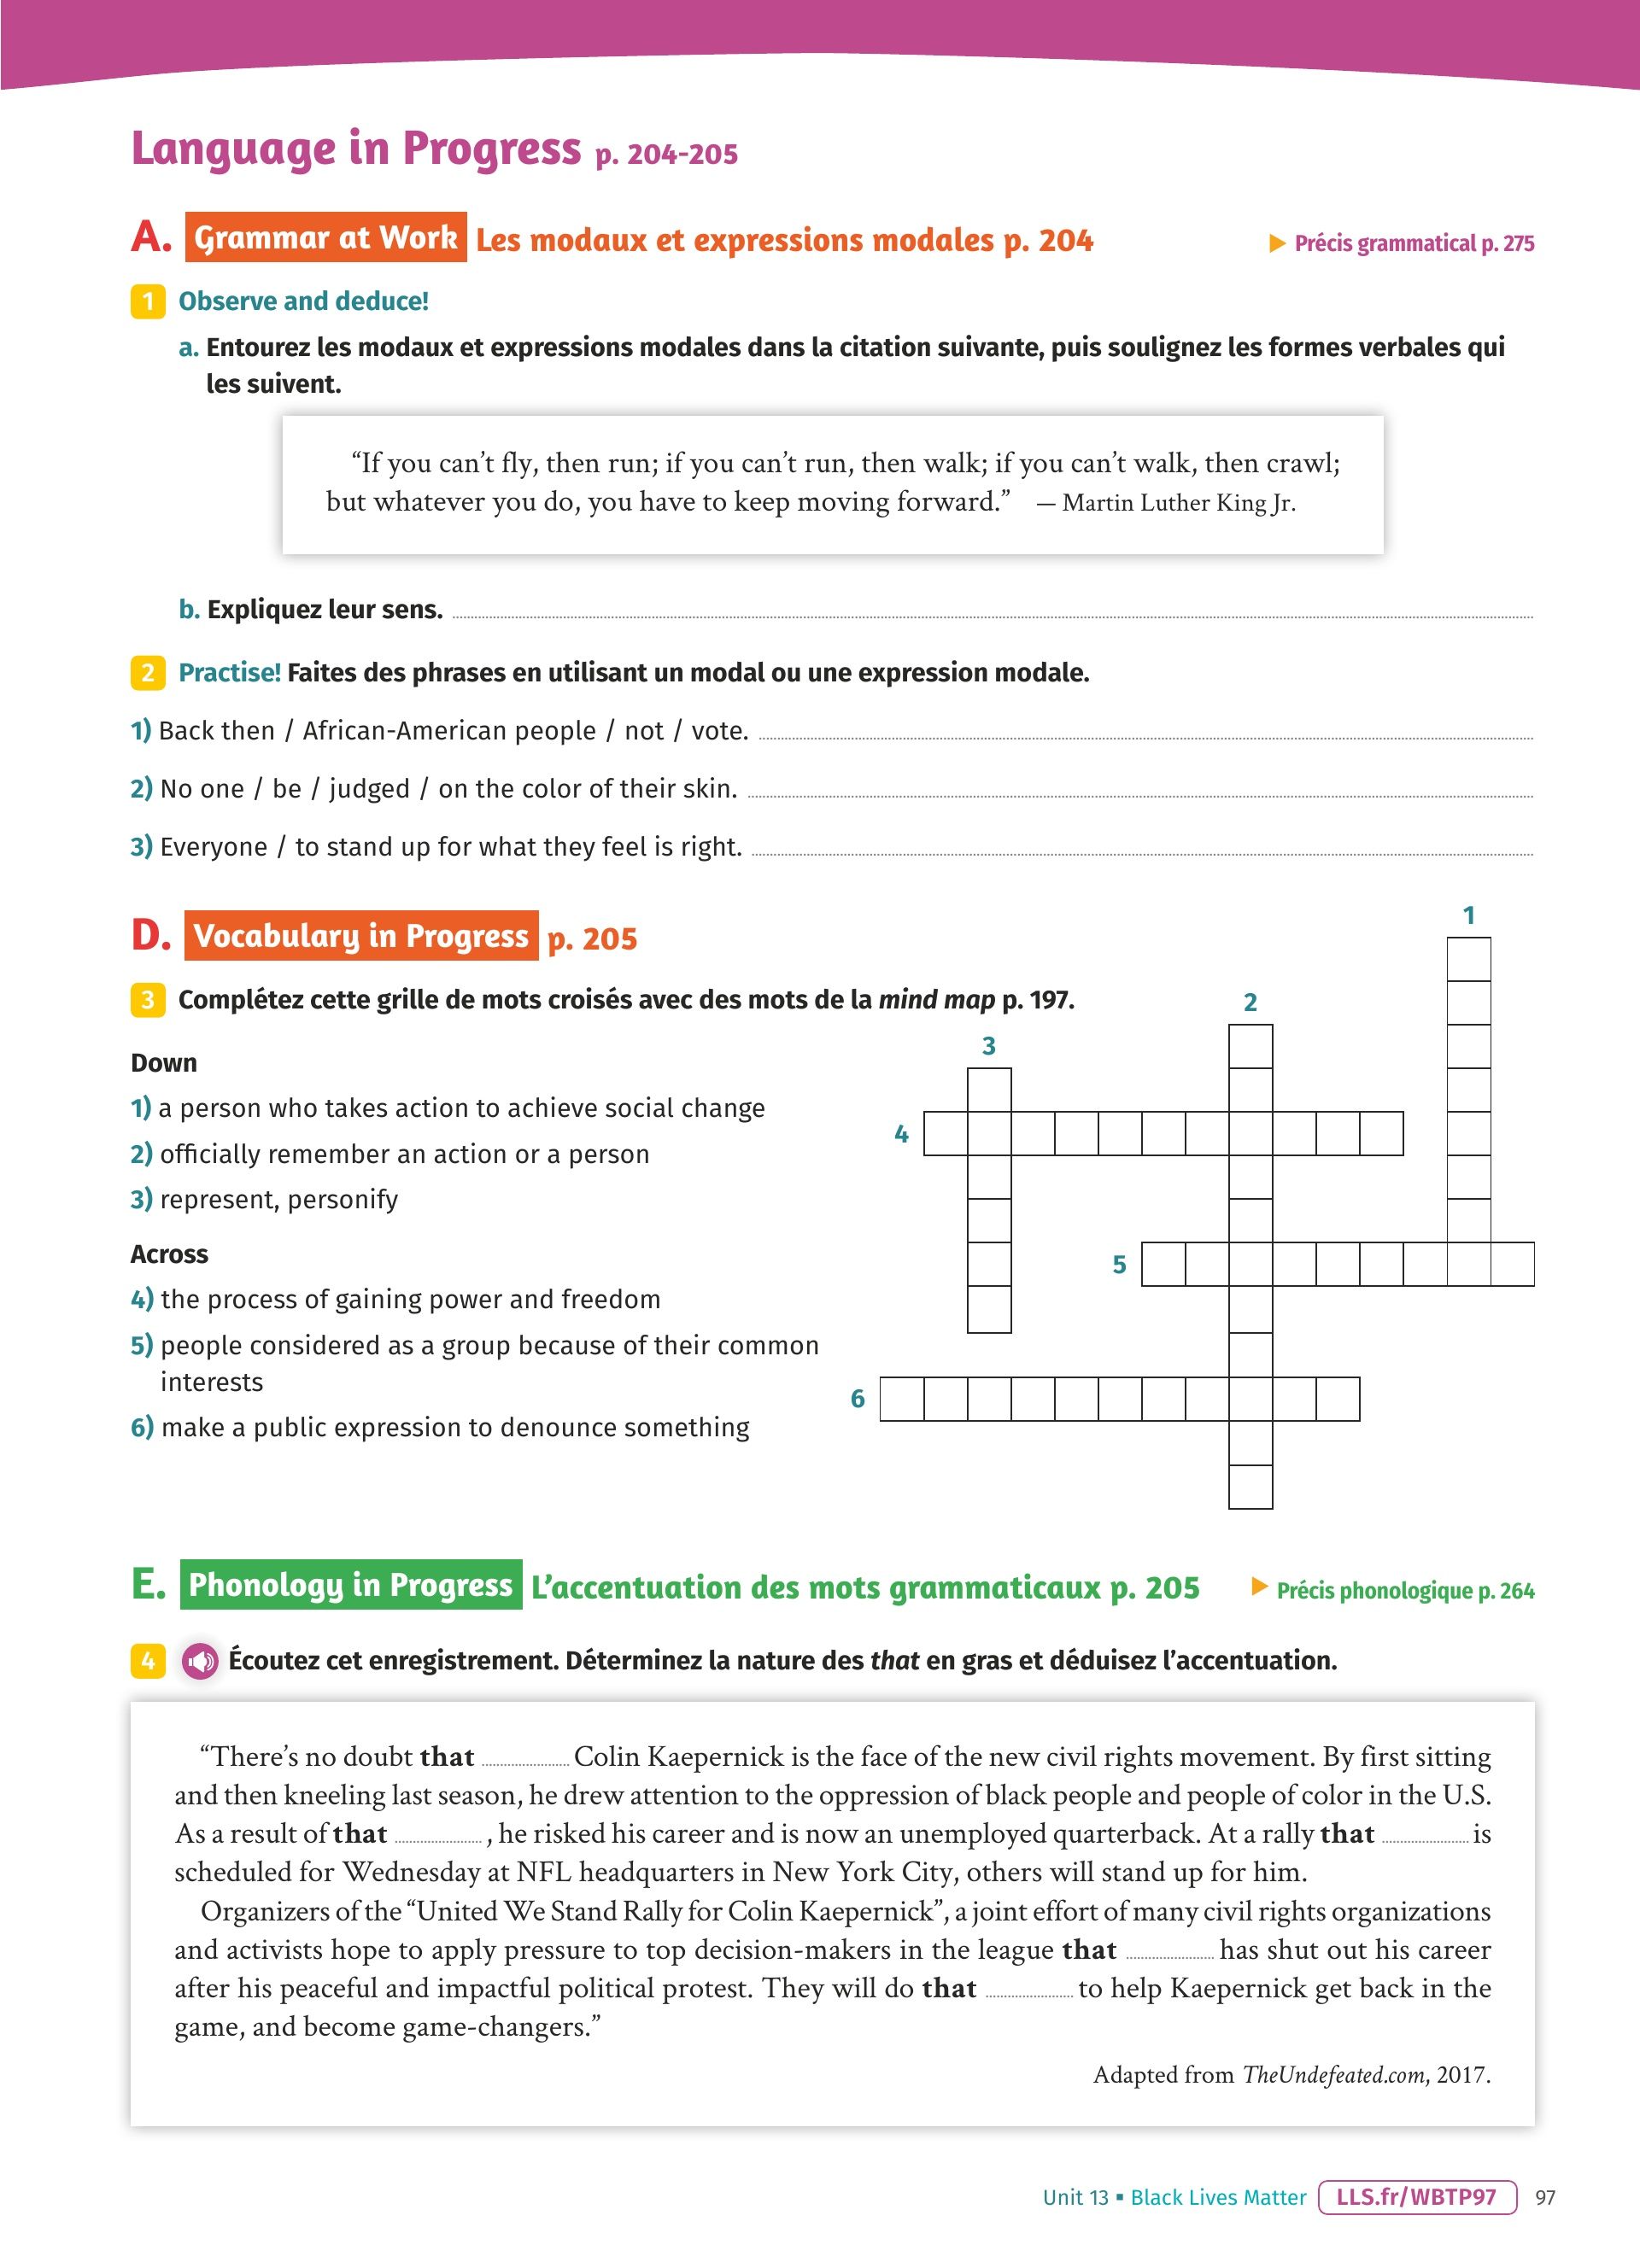 Language in Progress p. 204-205
A. Grammar at Work Les modaux et expressions modales p. 204
▶ Précis grammatical p. 275
1 Observe and deduce!
a. Entourez les modaux et expressions modales dans la citation suivante, puis soulignez les formes verbales qui
les suivent.
“If you can’t fly, then run; if you can’t run, then walk; if you can’t walk, then crawl;
but whatever you do, you have to keep moving forward.” — Martin Luther King Jr.
b. Expliquez leur sens.
2 Practise! Faites des phrases en utilisant un modal ou une expression modale.
1) Back then / African-American people / not / vote.
2) No one / be / judged / on the color of their skin.
3) Everyone / to stand up for what they feel is right.
D. Vocabulary in Progress p. 205
3 Complétez cette grille de mots croisés avec des mots de la mind map p. 197.
Down
1) a person who takes action to achieve social change
2) officially remember an action or a person
3) represent, personify
Across
4) the process of gaining power and freedom
5) people considered as a group because of their common
interests
6) make a public expression to denounce something
1
2
3
4
5
6
E. Phonology in Progress L’accentuation des mots grammaticaux p. 205
▶ Précis phonologique p. 264
4 Écoutez cet enregistrement. Déterminez la nature des that en gras et déduisez l’accentuation.
“There’s no doubt that Colin Kaepernick is the face of the new civil rights movement. By first sitting
and then kneeling last season, he drew attention to the oppression of black people and people of color in the U.S.
As a result of that , he risked his career and is now an unemployed quarterback. At a rally that is
scheduled for Wednesday at NFL headquarters in New York City, others will stand up for him.
Organizers of the “United We Stand Rally for Colin Kaepernick”, a joint effort of many civil rights organizations
and activists hope to apply pressure to top decision-makers in the league that has shut out his career
after his peaceful and impactful political protest. They will do that to help Kaepernick get back in the
game, and become game-changers.”
Adapted from TheUndefeated.com, 2017.
Unit 13 ▪ Black Lives Matter LLS.fr/WBTP97 97